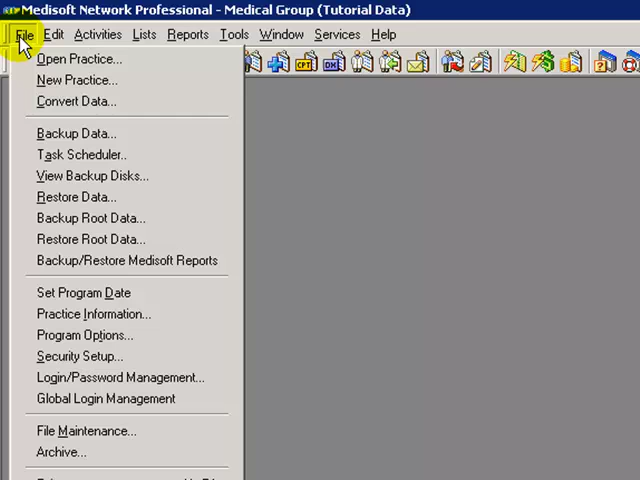 Medisoft Network Professional - Medical Group (Tutorial Data)
File Edit Activities Lists Reports Tools Window Services Help
Open Practice...
New Practice...
Convert Data...
Backup Data...
Task Scheduler..
View Backup Disks...
Restore Data...
Backup Root Data...
Restore Root Data...
Backup/Restore Medisoft Reports
Set Program Date
Practice Information...
Program Options...
Security Setup...
Login/Password Management...
Global Login Management
File Maintenance...
Archive...
CPT DX